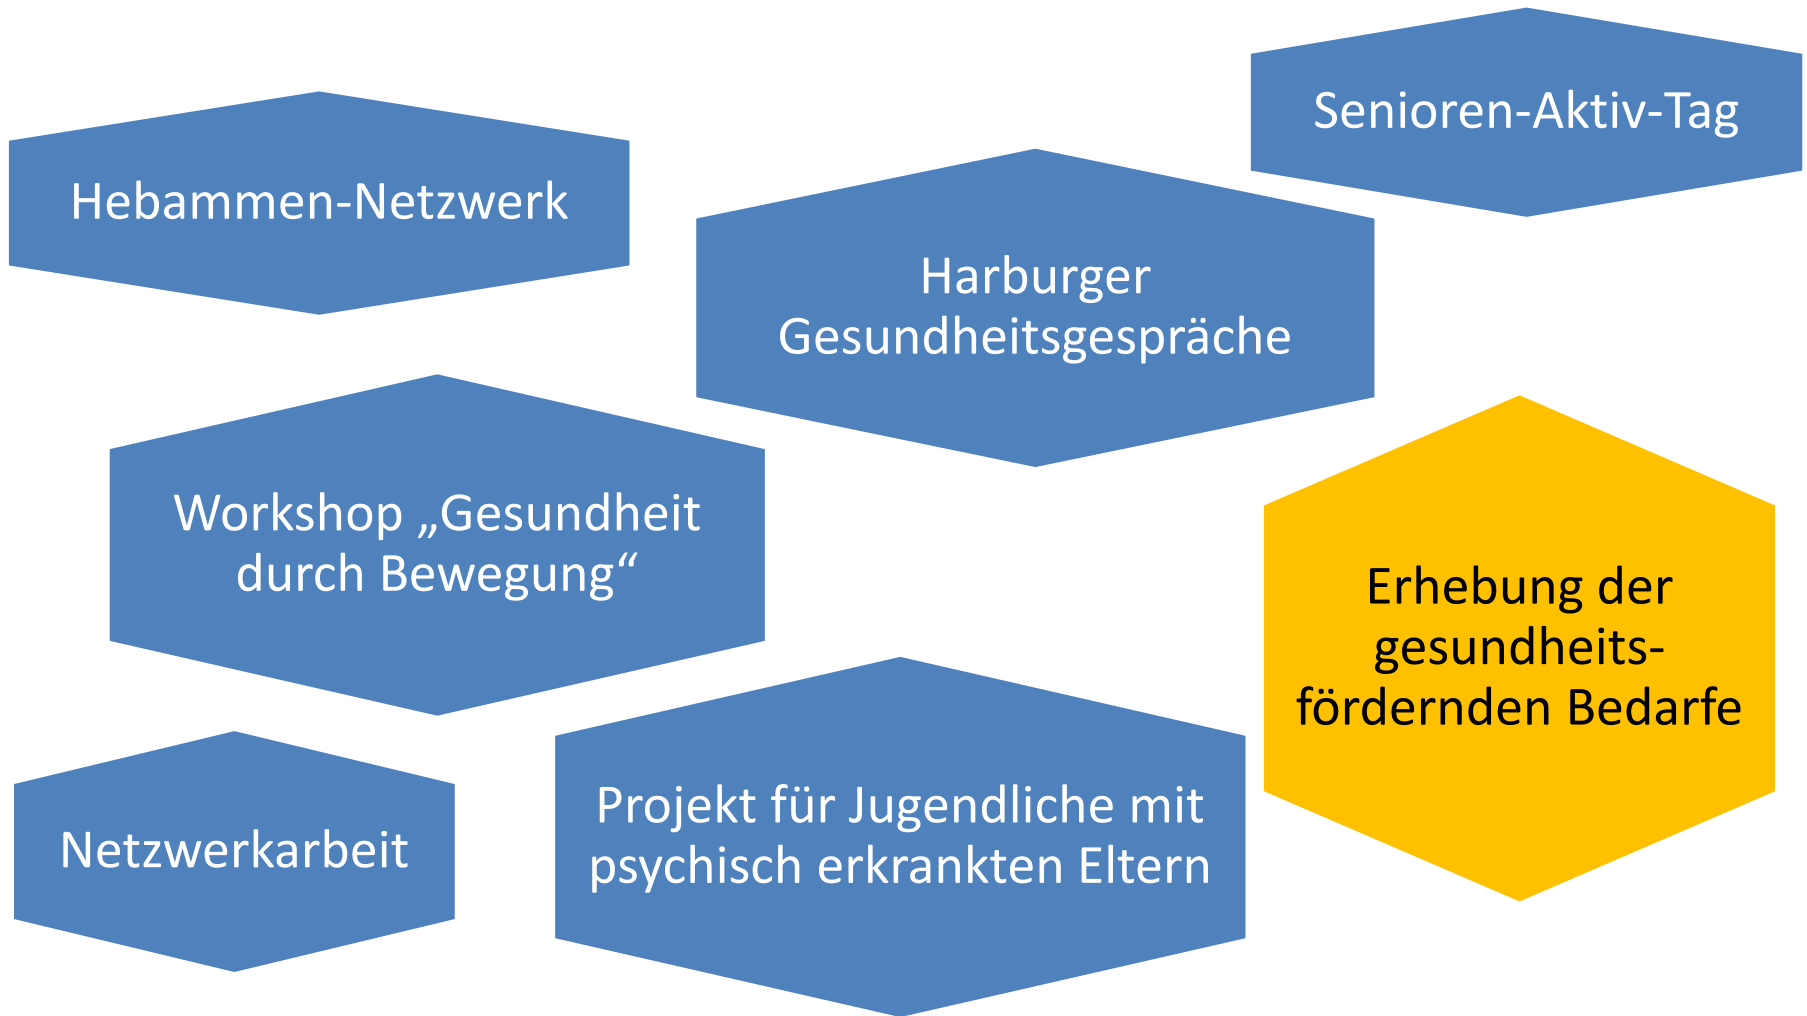 Senioren-Aktiv-Tag
Hebammen-Netzwerk
Harburger
Gesundheitsgespräche
Workshop „Gesundheit
durch Bewegung“
Erhebung der
gesundheits-
fördernden Bedarfe
Projekt für Jugendliche mit
psychisch erkrankten Eltern
Netzwerkarbeit